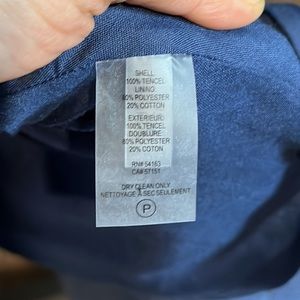 SHELL:
100% TENCEL
LINING:
80% POLYESTER
20% COTTON
EXTERIEUR:
100% TENCEL
DOUBLURE:
80% POLYESTER
20% COTON
RN# 54163
CA# 57151
DRY CLEAN ONLY
NETTOYAGE À SEC SEULEMENT
P